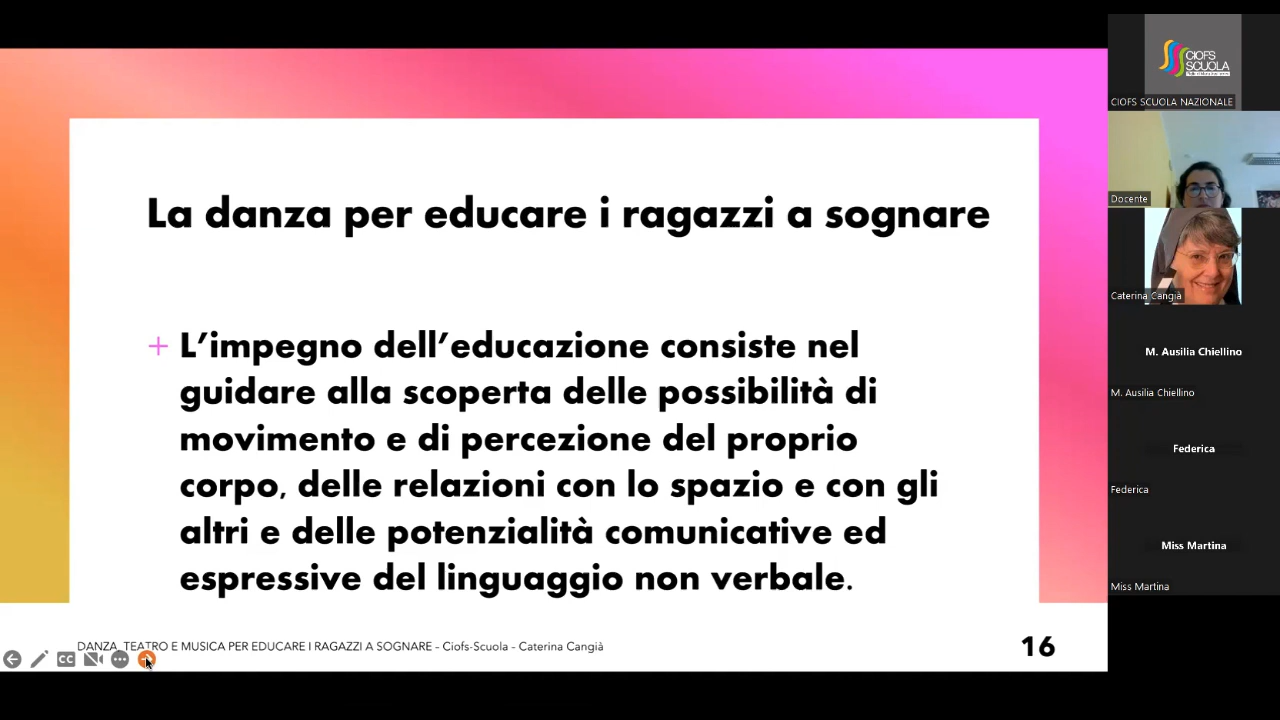 La danza per educare i ragazzi a sognare
+ L’impegno dell’educazione consiste nel
guidare alla scoperta delle possibilità di
movimento e di percezione del proprio
corpo, delle relazioni con lo spazio e con gli
altri e delle potenzialità comunicative ed
espressive del linguaggio non verbale.
DANZA, TEATRO E MUSICA PER EDUCARE I RAGAZZI A SOGNARE – Ciofs-Scuola – Caterina Cangià
16
CC
CIOFS
SCUOLA
CIOFS SCUOLA NAZIONALE
Docente
Caterina Cangià
M. Ausilia Chiellino
M. Ausilia Chiellino
Federica
Federica
Miss Martina
Miss Martina